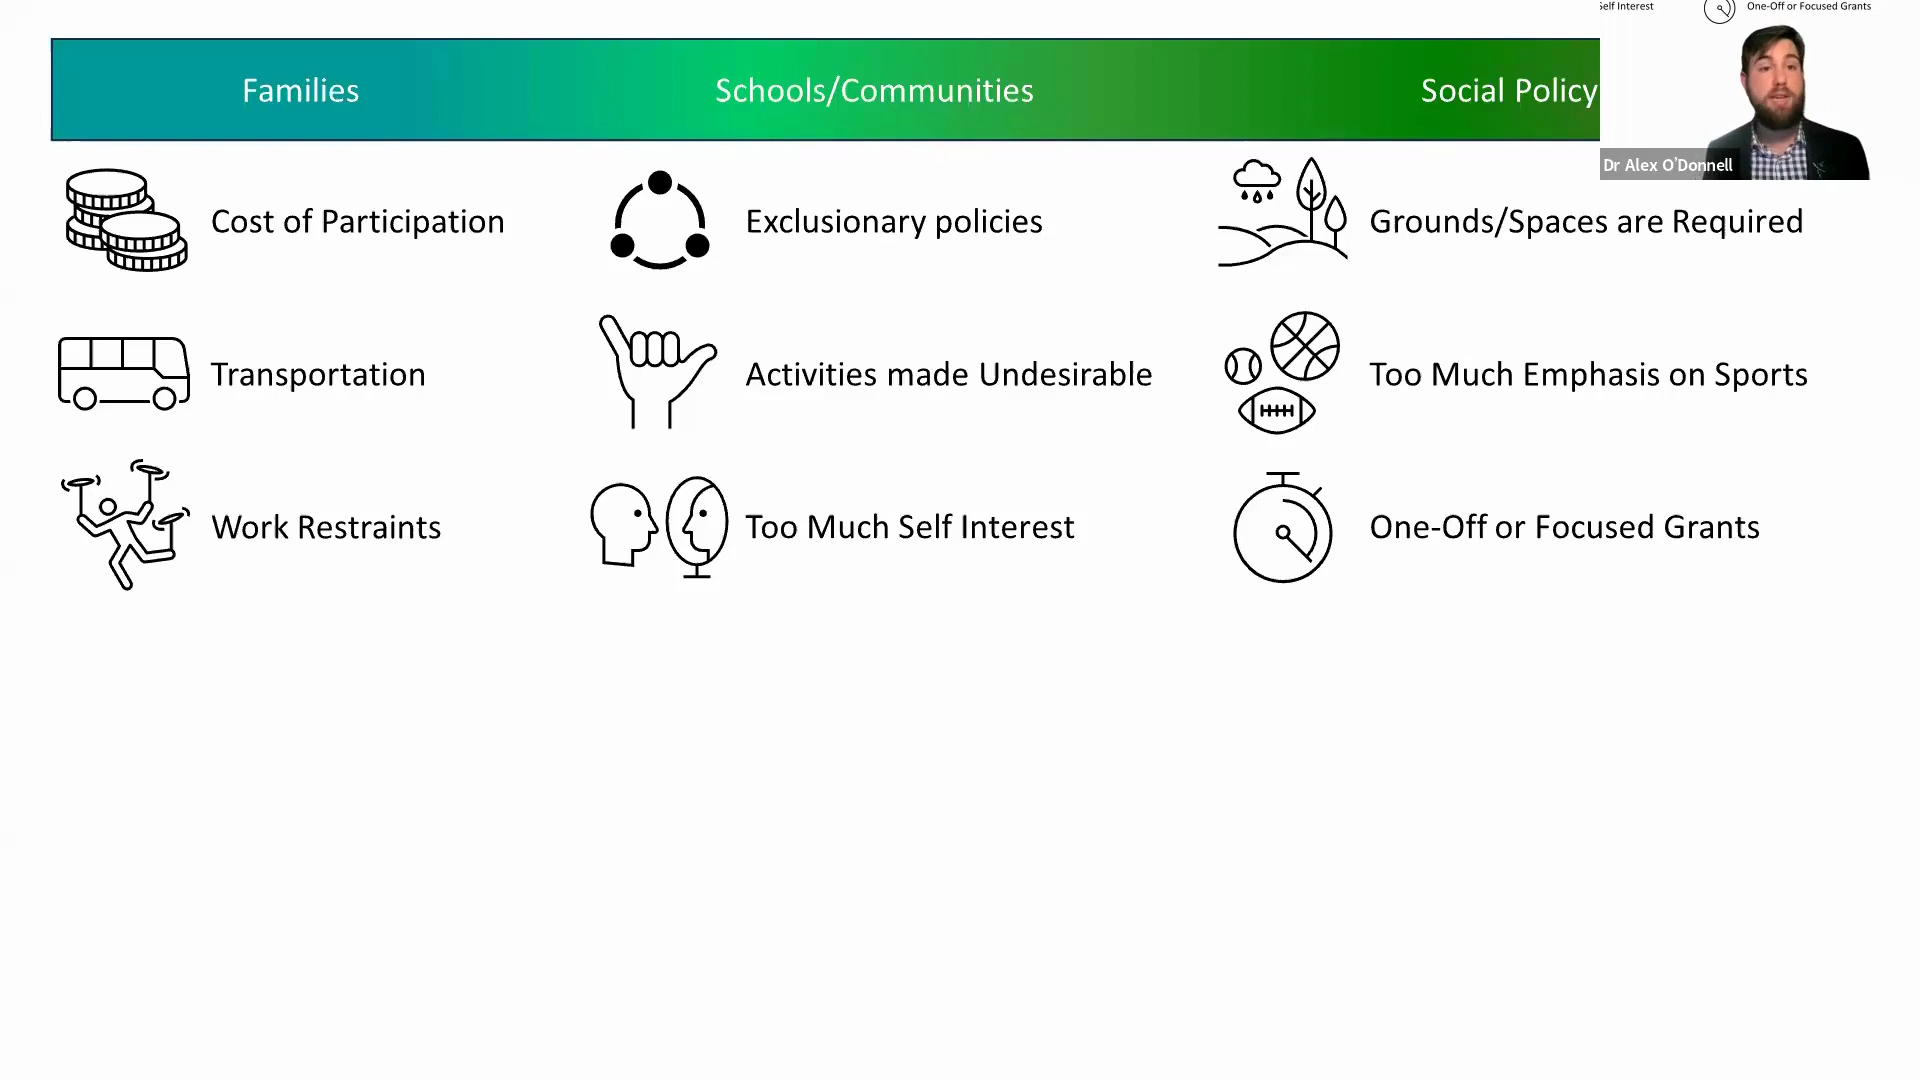 Self Interest
One-Off or Focused Grants
Families
Schools/Communities
Social Policy
Dr Alex O'Donnell
Cost of Participation
Exclusionary policies
Grounds/Spaces are Required
Transportation
Activities made Undesirable
Too Much Emphasis on Sports
Work Restraints
Too Much Self Interest
One-Off or Focused Grants